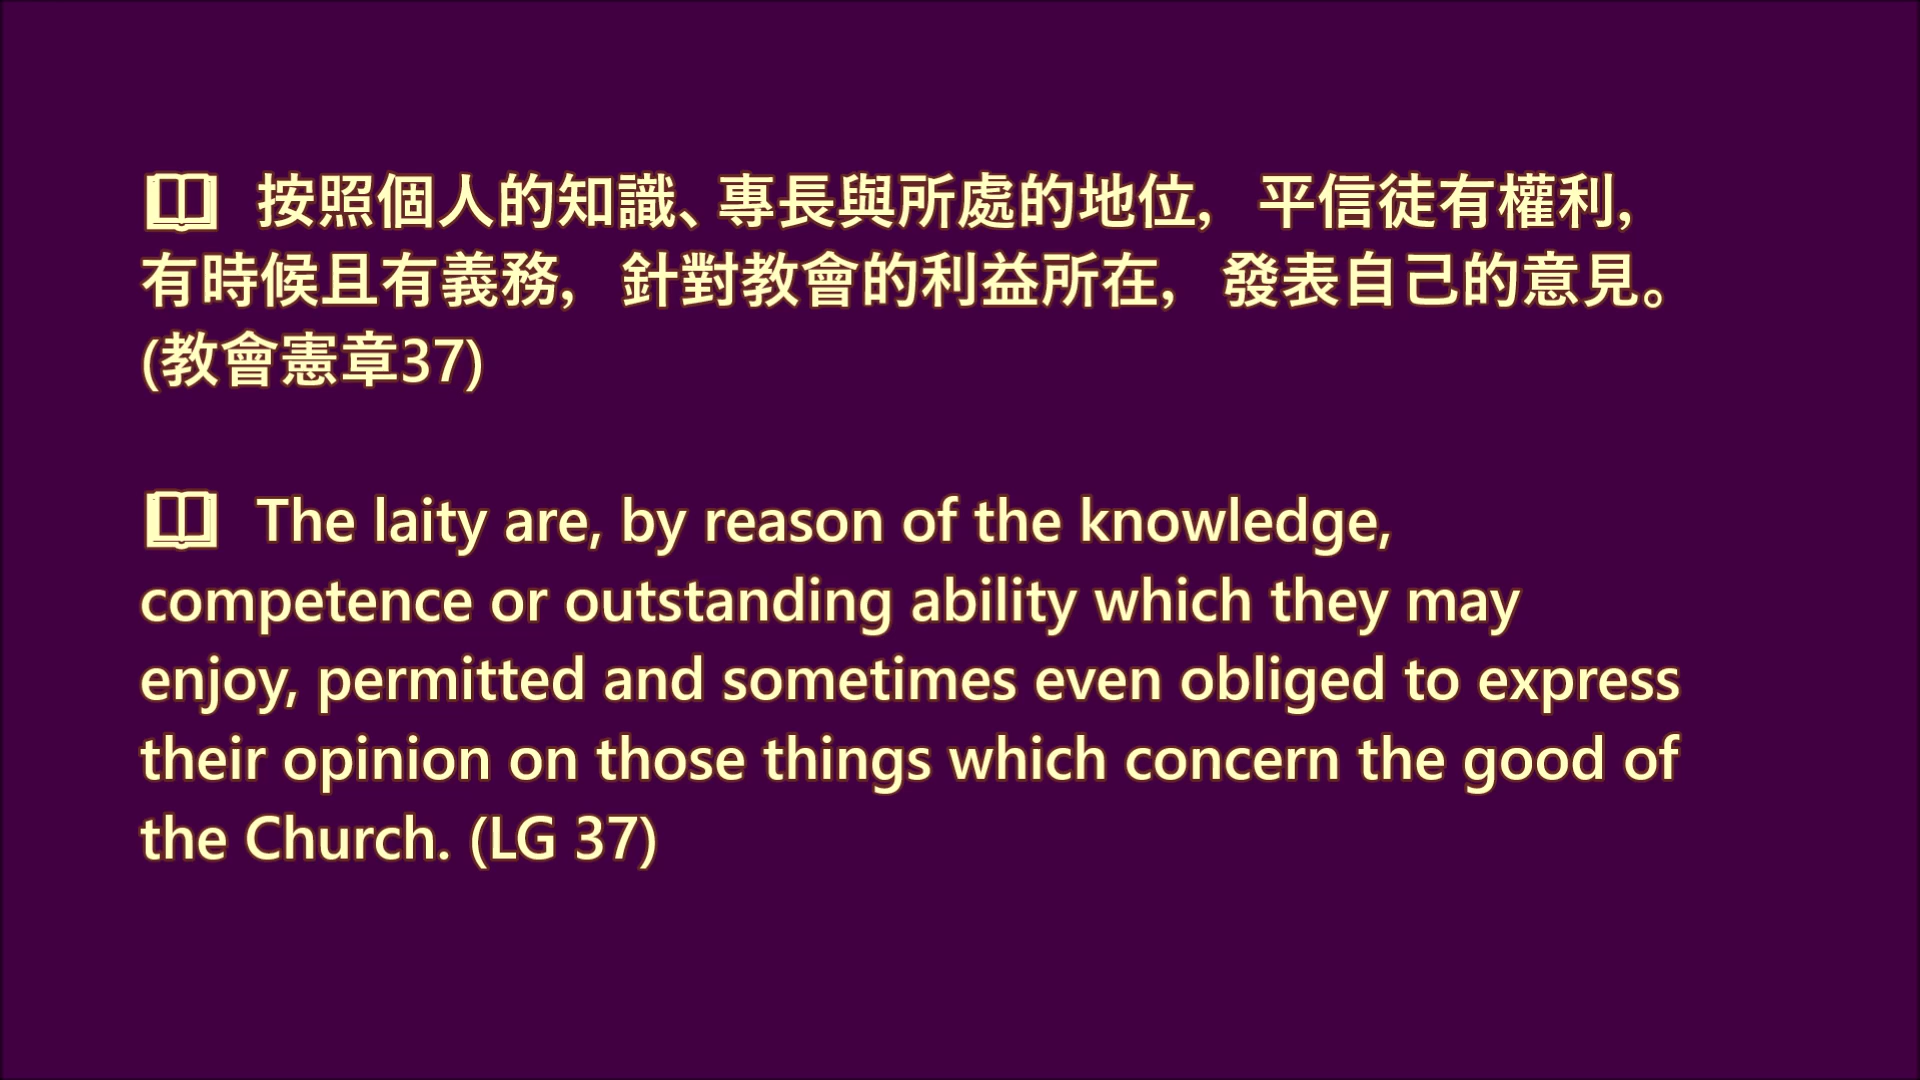 🕮 按照個人的知識、專長與所處的地位, 平信徒有權利,
有時候且有義務, 針對教會的利益所在, 發表自己的意見。
(教會憲章37)
🕮 The laity are, by reason of the knowledge,
competence or outstanding ability which they may
enjoy, permitted and sometimes even obliged to express
their opinion on those things which concern the good of
the Church. (LG 37)